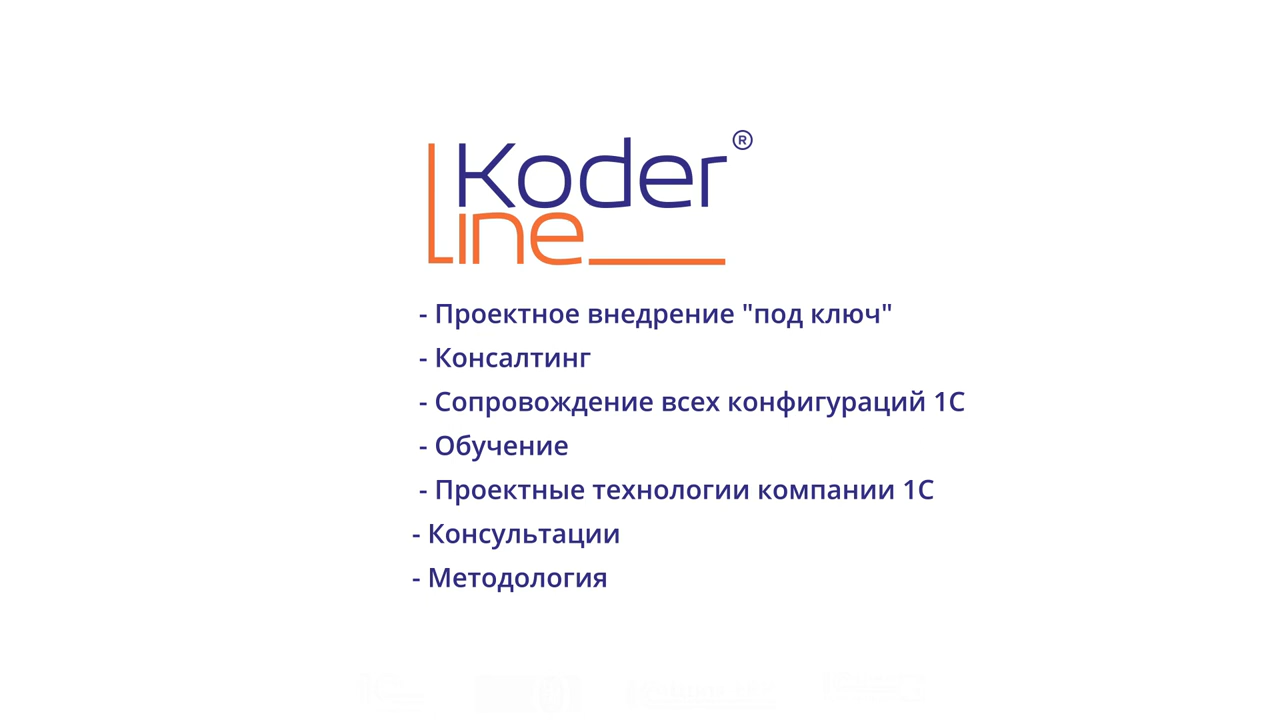 Koder ®
Line
- Проектное внедрение "под ключ"
- Консалтинг
- Сопровождение всех конфигураций 1С
- Обучение
- Проектные технологии компании 1С
- Консультации
- Методология